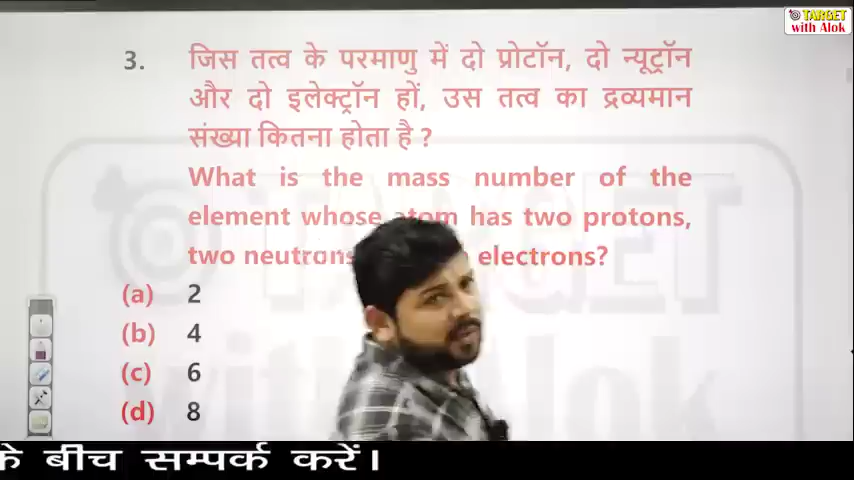 TARGET
with Alok
3. जिस तत्व के परमाणु में दो प्रोटॉन, दो न्यूट्रॉन
और दो इलेक्ट्रॉन हों, उस तत्व का द्रव्यमान
संख्या कितना होता है ?
What is the mass number of the
element whose atom has two protons,
two neutrons electrons?
(a) 2
(b) 4
(c) 6
(d) 8
के बीच सम्पर्क करें।